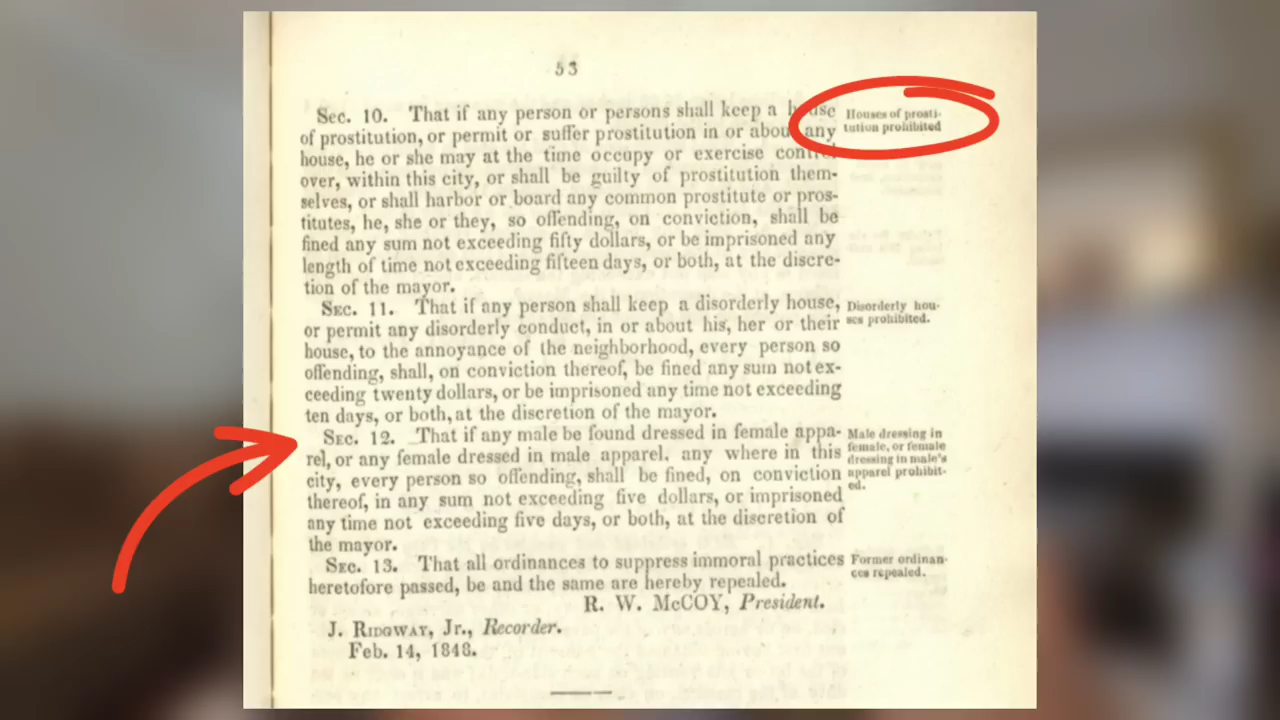 53
Sec. 10. That if any person or persons shall keep a house
of prostitution, or permit or suffer prostitution in or about any
house, he or she may at the time occupy or exercise control
over, within this city, or shall be guilty of prostitution them-
selves, or shall harbor or board any common prostitute or pros-
titutes, he, she or they, so offending, on conviction, shall be
fined any sum not exceeding fifty dollars, or be imprisoned any
length of time not exceeding fifteen days, or both, at the discre-
tion of the mayor.
Houses of prosti-
tution prohibited
Sec. 11. That if any person shall keep a disorderly house,
or permit any disorderly conduct, in or about his, her or their
house, to the annoyance of the neighborhood, every person so
offending, shall, on conviction thereof, be fined any sum not ex-
ceeding twenty dollars, or be imprisoned any time not exceeding
ten days, or both, at the discretion of the mayor.
Disorderly hou-
ses prohibited.
Sec. 12. That if any male be found dressed in female appa-
rel, or any female dressed in male apparel, any where in this
city, every person so offending, shall be fined, on conviction
thereof, in any sum not exceeding five dollars, or imprisoned
any time not exceeding five days, or both, at the discretion of
the mayor.
Male dressing in
female, or female
dressing in male's
apparel prohibit-
ed.
Sec. 13. That all ordinances to suppress immoral practices
heretofore passed, be and the same are hereby repealed.
Former ordinan-
ces repealed.
R. W. McCOY, President.
J. Ridgway, Jr., Recorder.
Feb. 14, 1848.